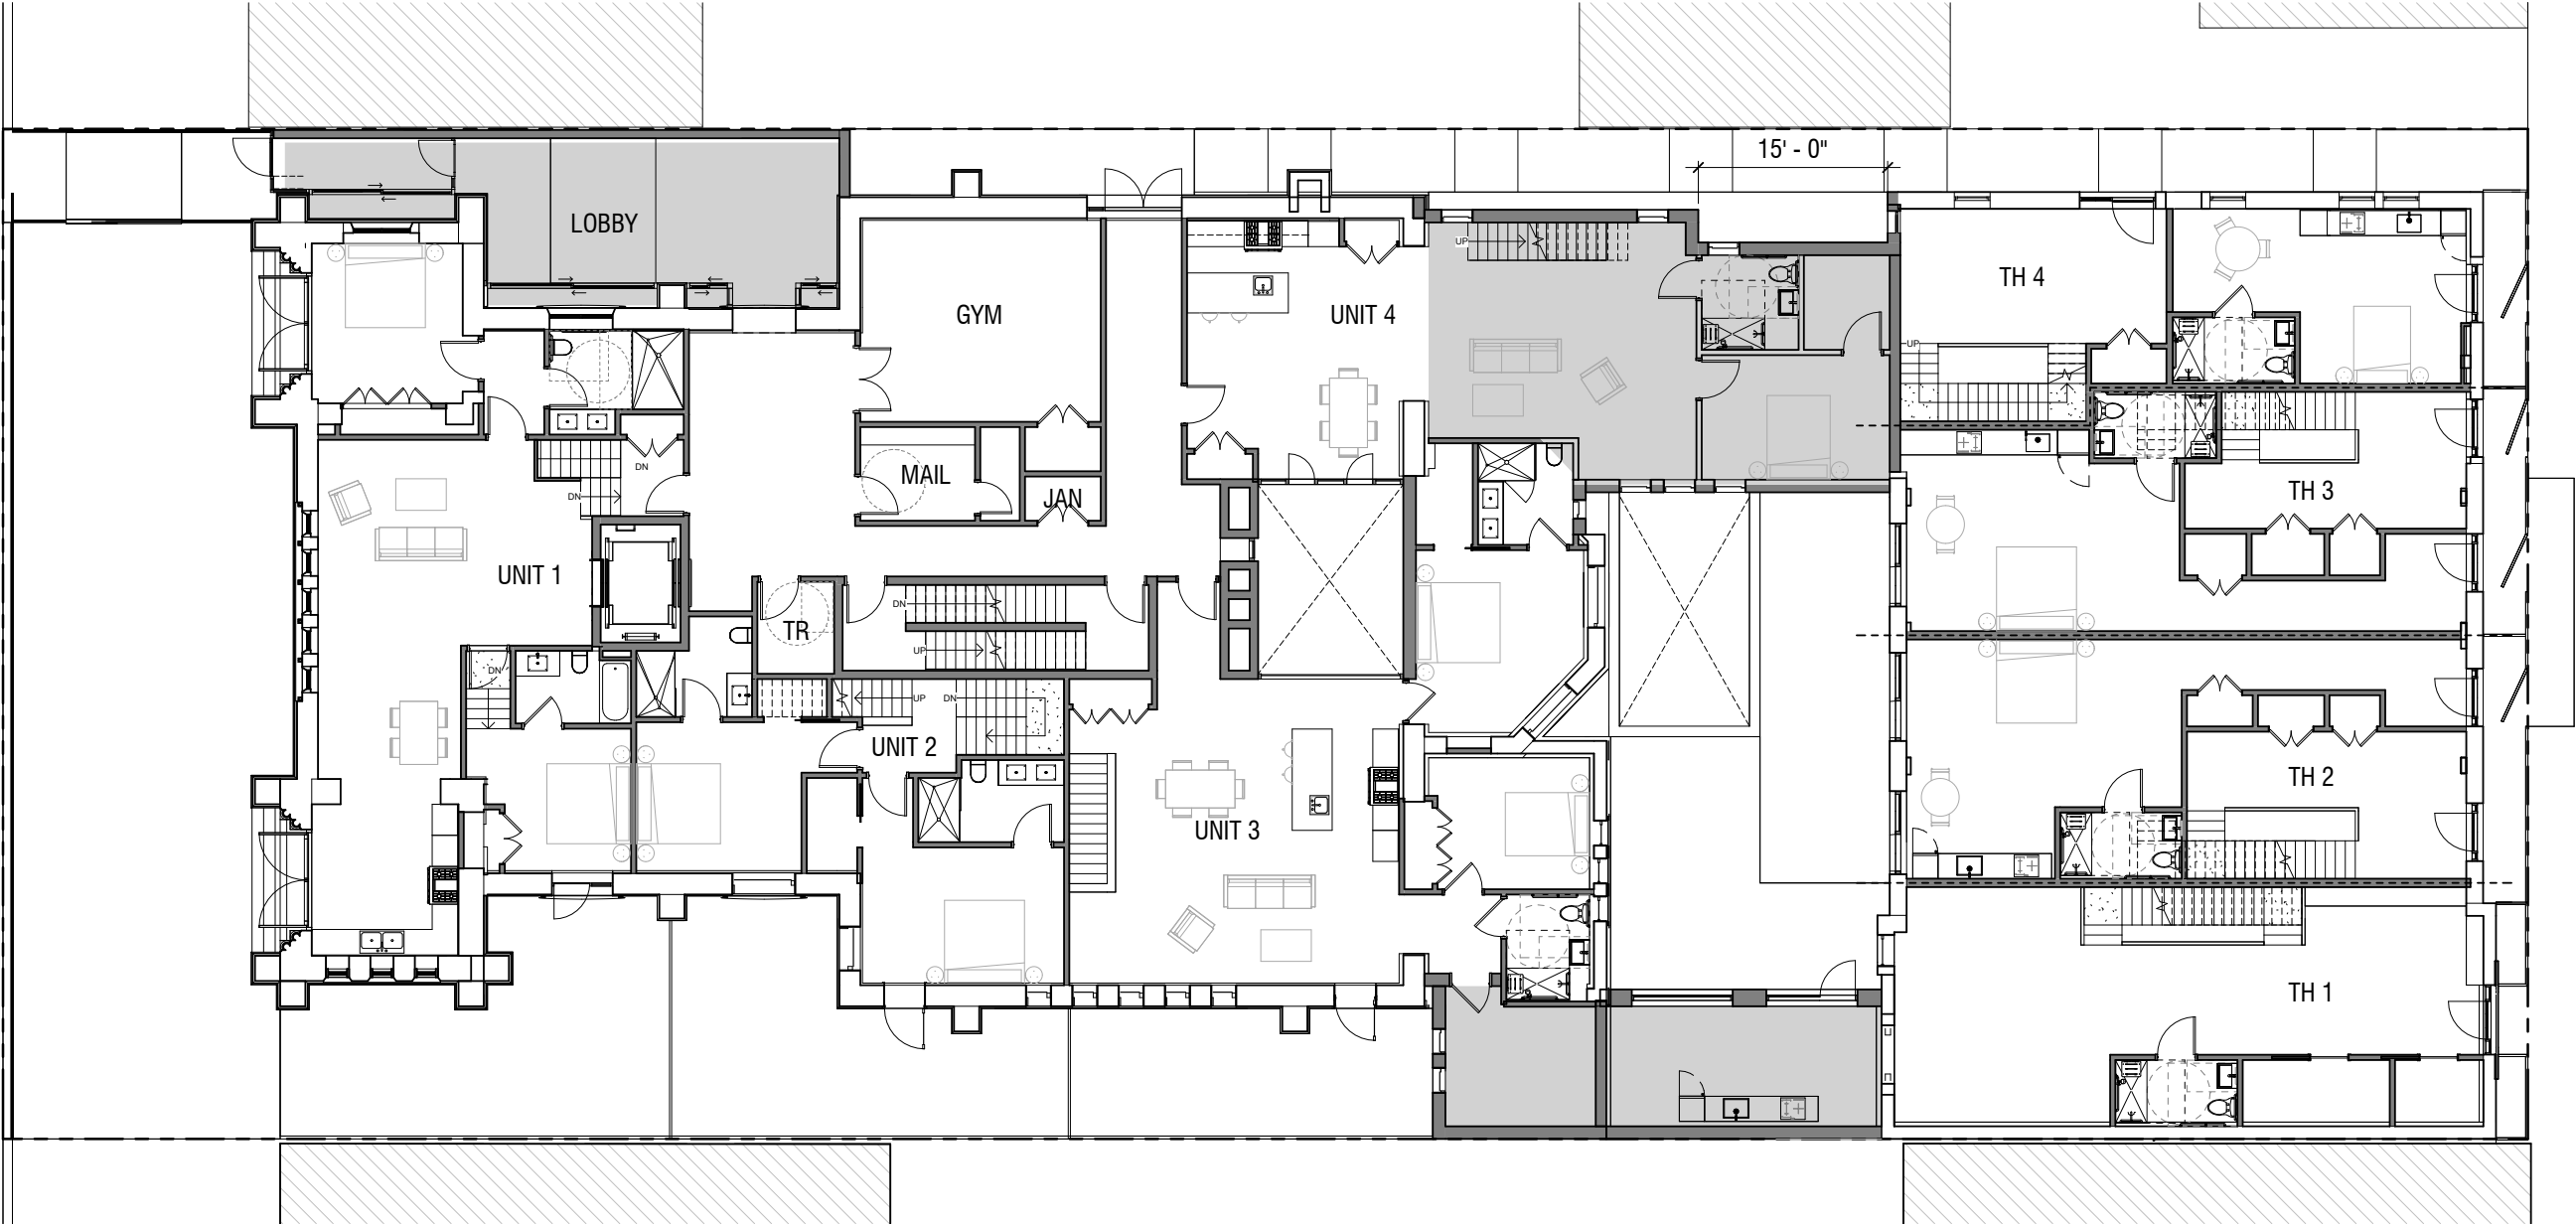 15' - 0"
LOBBY
UP
TH 4
GYM
UNIT 4
UP
DN
MAIL
DN
JAN
TH 3
UNIT 1
DN
TR
UP
DN
UP
DN
UNIT 2
TH 2
UNIT 3
TH 1